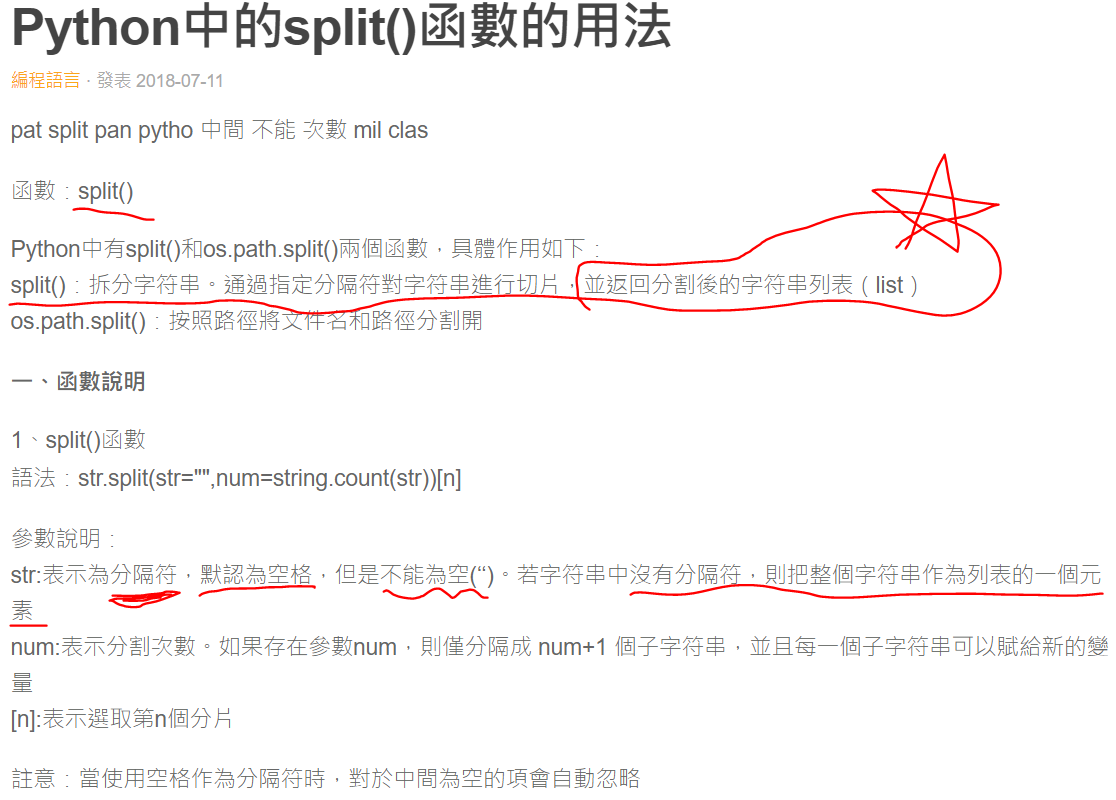 Python中的split()函數的用法
編程語言 · 發表 2018-07-11
pat split pan pytho 中間 不能 次數 mil clas
函數：split()
Python中有split()和os.path.split()兩個函數，具體作用如下：
split()：拆分字符串。通過指定分隔符對字符串進行切片，並返回分割後的字符串列表（list）
os.path.split()：按照路徑將文件名和路徑分割開
一、函數說明
1、split()函數
語法：str.split(str="",num=string.count(str))[n]
參數說明：
str:表示為分隔符，默認為空格，但是不能為空(“)。若字符串中沒有分隔符，則把整個字符串作為列表的一個元
素
num:表示分割次數。如果存在參數num，則僅分隔成 num+1 個子字符串，並且每一個子字符串可以賦給新的變
量
[n]:表示選取第n個分片
註意：當使用空格作為分隔符時，對於中間為空的項會自動忽略